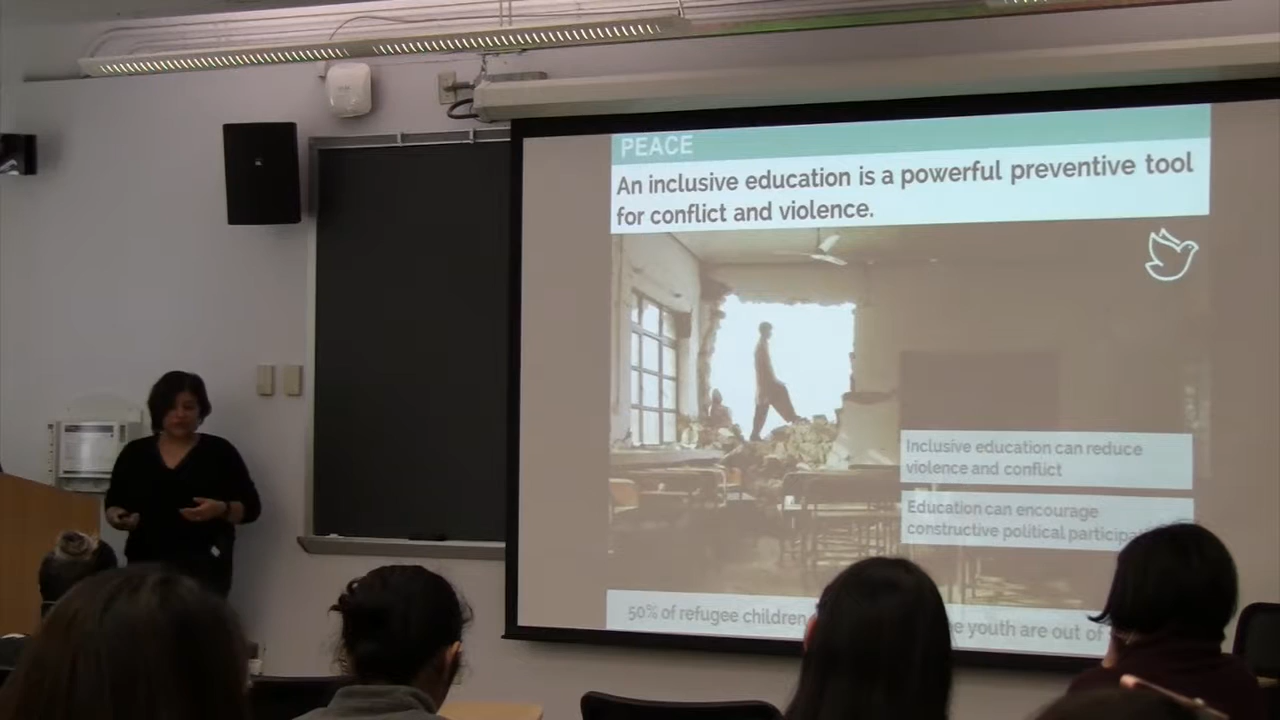 PEACE
An inclusive education is a powerful preventive tool
for conflict and violence.
Inclusive education can reduce
violence and conflict
Education can encourage
constructive political
50% of refugee children
youth are out of